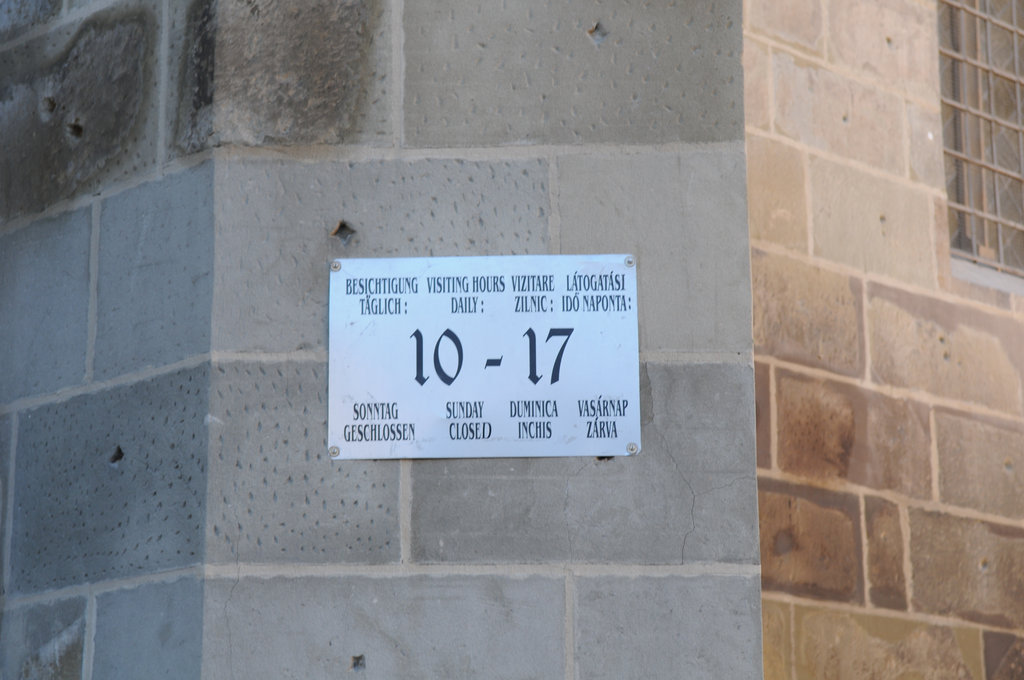 BESICHTIGUNG VISITING HOURS VIZITARE LÁTOGATÁSI
TÄGLICH : DAILY : ZILNIC : IDŐ NAPONTA :
10 - 17
SONNTAG SUNDAY DUMINICA VASÁRNAP
GESCHLOSSEN CLOSED INCHIS ZÁRVA